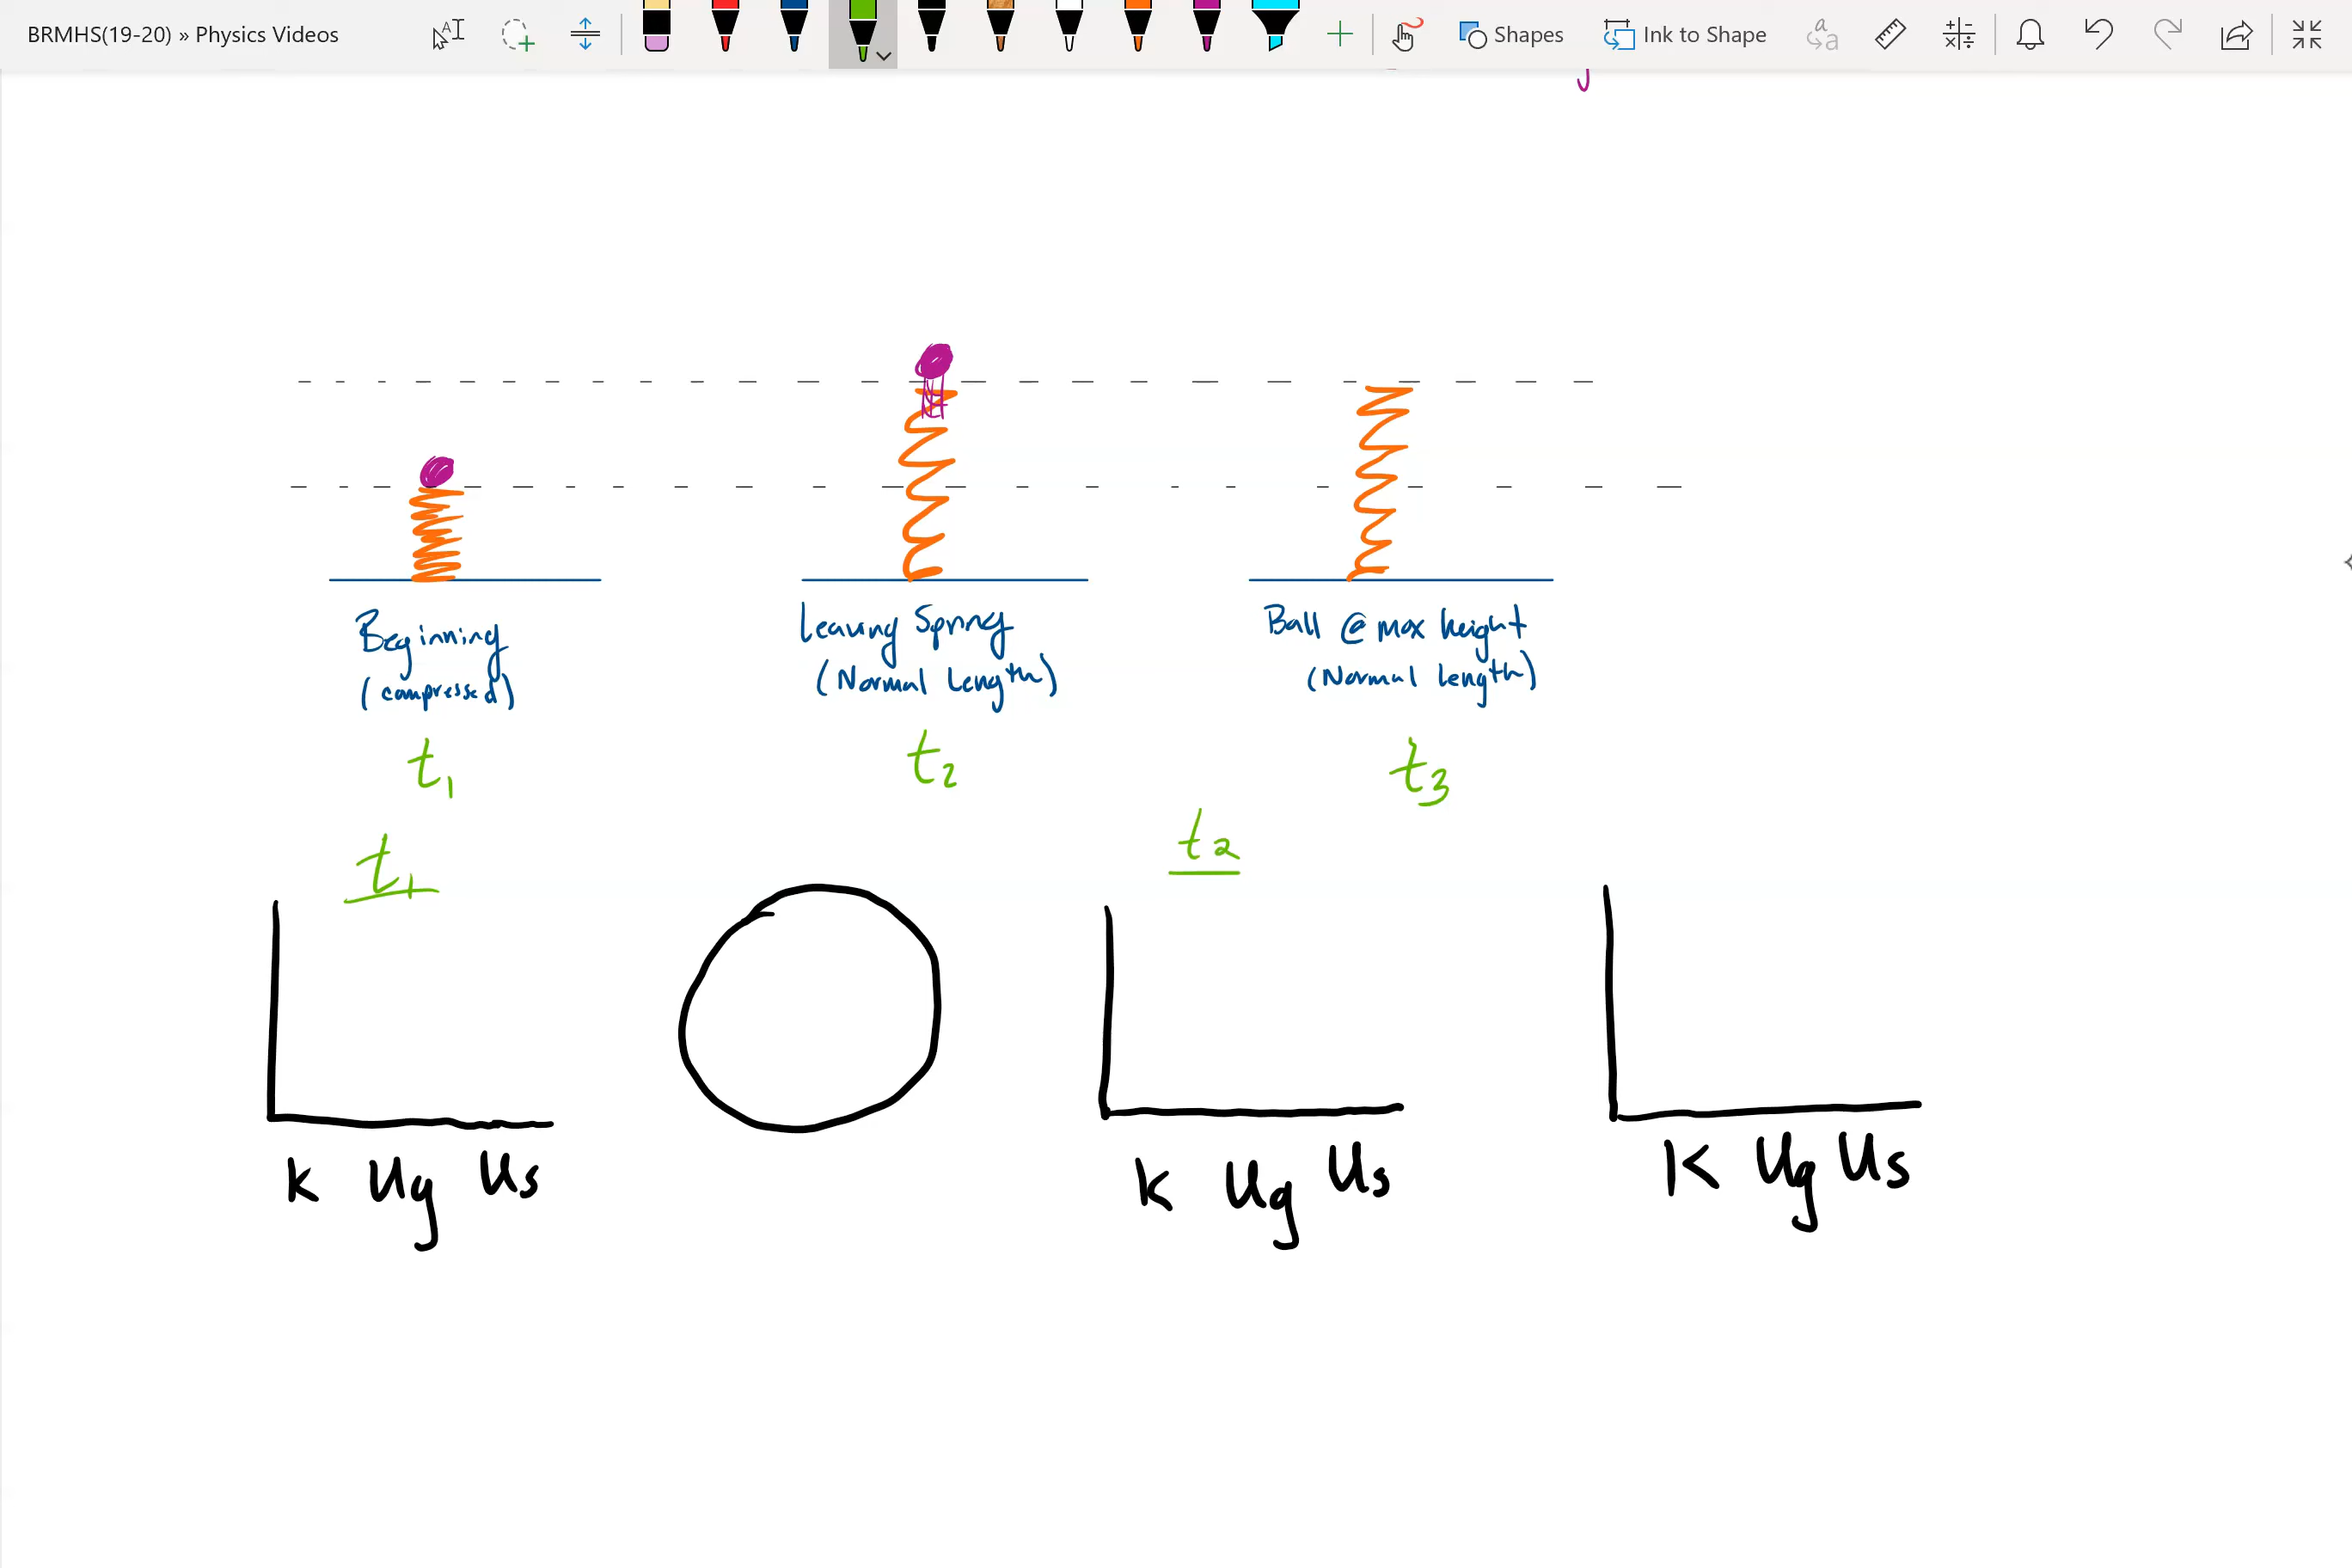 BRMHS(19-20) » Physics Videos
Shapes
Ink to Shape
Beginning
(compressed)
Leaving Spring
(Normal Length)
Ball @ max height
(Normal Length)
t1
t2
t3
t1
t2
K Ug Us
K Ug Us
K Ug Us